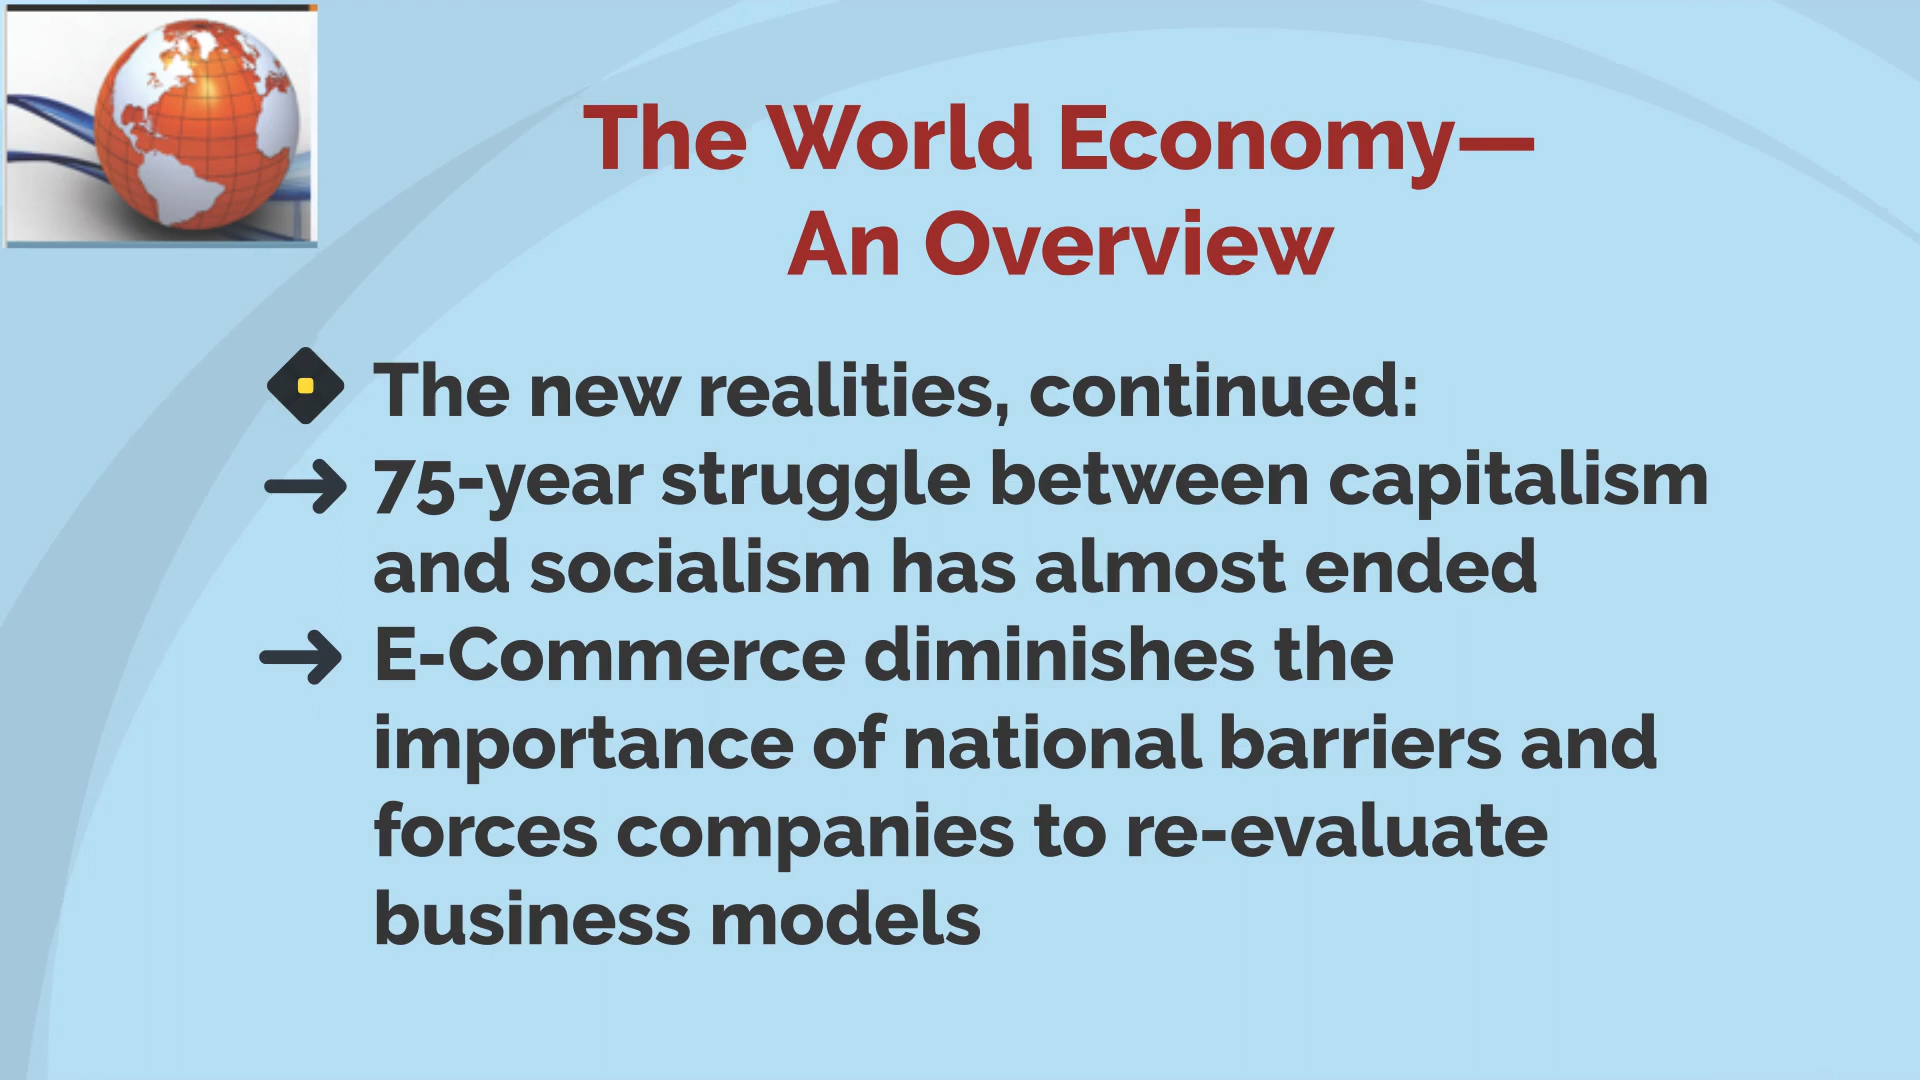 The World Economy—
An Overview
The new realities, continued:
75-year struggle between capitalism
and socialism has almost ended
E-Commerce diminishes the
importance of national barriers and
forces companies to re-evaluate
business models